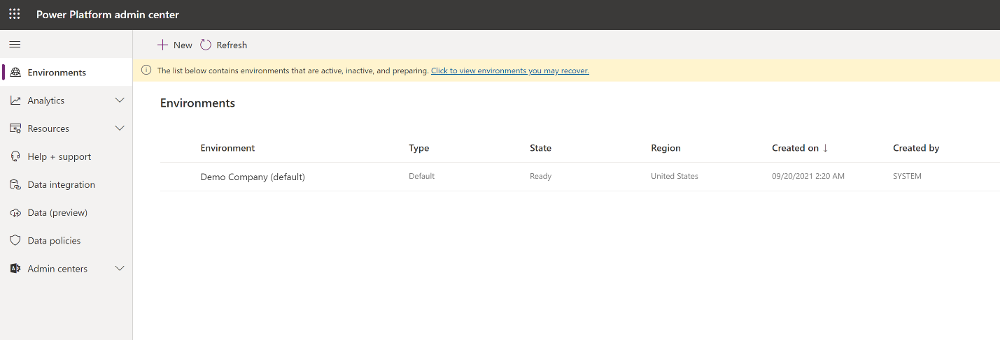 Power Platform admin center
New Refresh
Environments
Analytics
Resources
Help + support
Data integration
Data (preview)
Data policies
Admin centers
The list below contains environments that are active, inactive, and preparing. Click to view environments you may recover.
Environments
Environment Type State Region Created on ↓ Created by
Demo Company (default) Default Ready United States 09/20/2021 2:20 AM SYSTEM